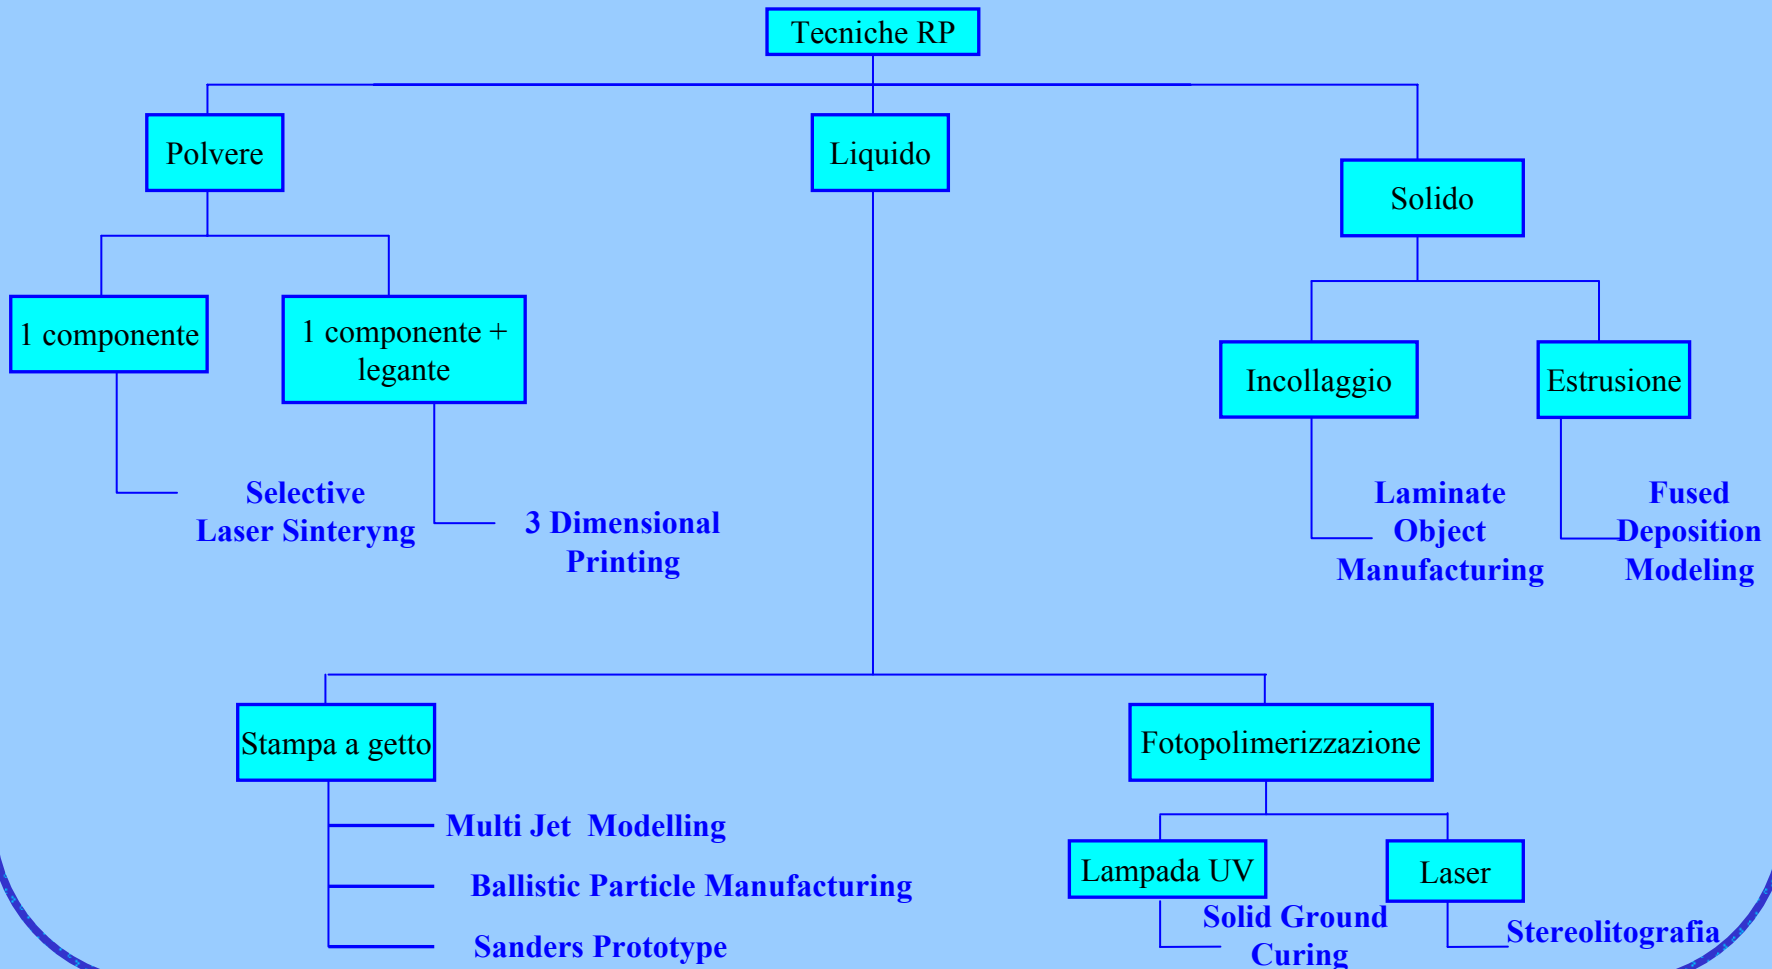 Tecniche RP
Polvere
Liquido
Solido
1 componente
1 componente +
legante
Incollaggio
Estrusione
Selective
Laser Sinteryng
3 Dimensional
Printing
Laminate
Object
Manufacturing
Fused
Deposition
Modeling
Stampa a getto
Fotopolimerizzazione
Multi Jet Modelling
Ballistic Particle Manufacturing
Sanders Prototype
Lampada UV
Laser
Solid Ground
Curing
Stereolitografia